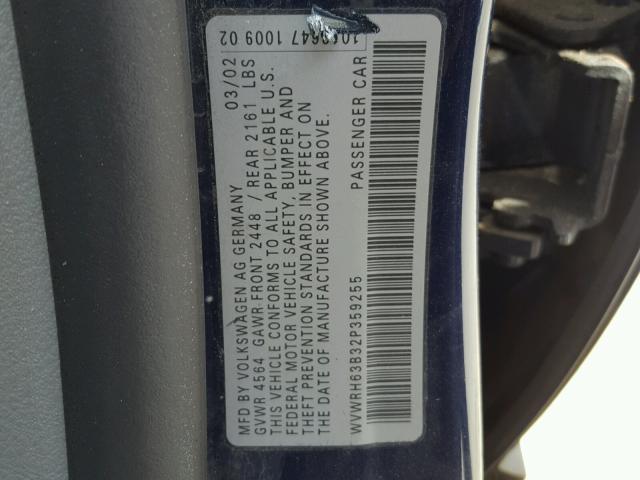 MFD BY VOLKSWAGEN AG GERMANY 03/02
GVWR 4564 GAWR FRONT 2448 / REAR 2161 LBS
THIS VEHICLE CONFORMS TO ALL APPLICABLE U.S.
FEDERAL MOTOR VEHICLE SAFETY, BUMPER AND
THEFT PREVENTION STANDARDS IN EFFECT ON
THE DATE OF MANUFACTURE SHOWN ABOVE.
WVWRH63B32P359255 PASSENGER CAR
1009 02